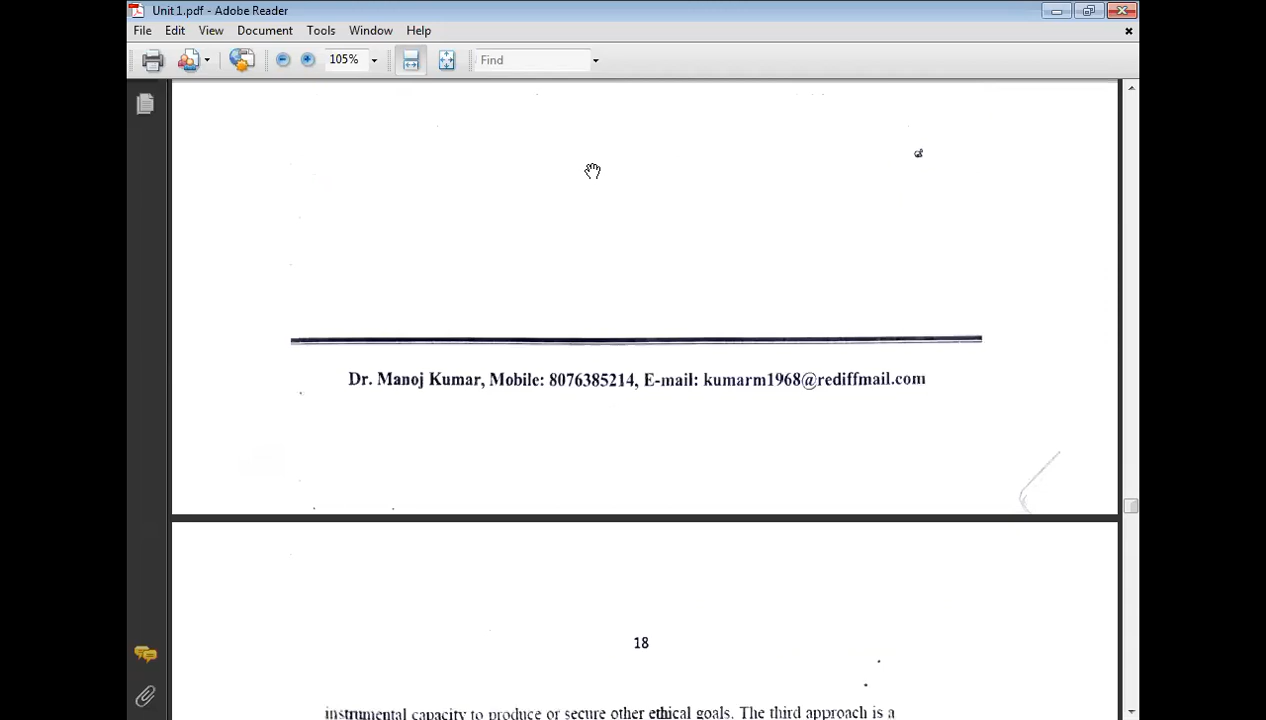 Unit 1.pdf - Adobe Reader
File Edit View Document Tools Window Help
105% Find
Dr. Manoj Kumar, Mobile: 8076385214, E-mail: kumarm1968@rediffmail.com
18
instrumental capacity to produce or secure other ethical goals. The third approach is a